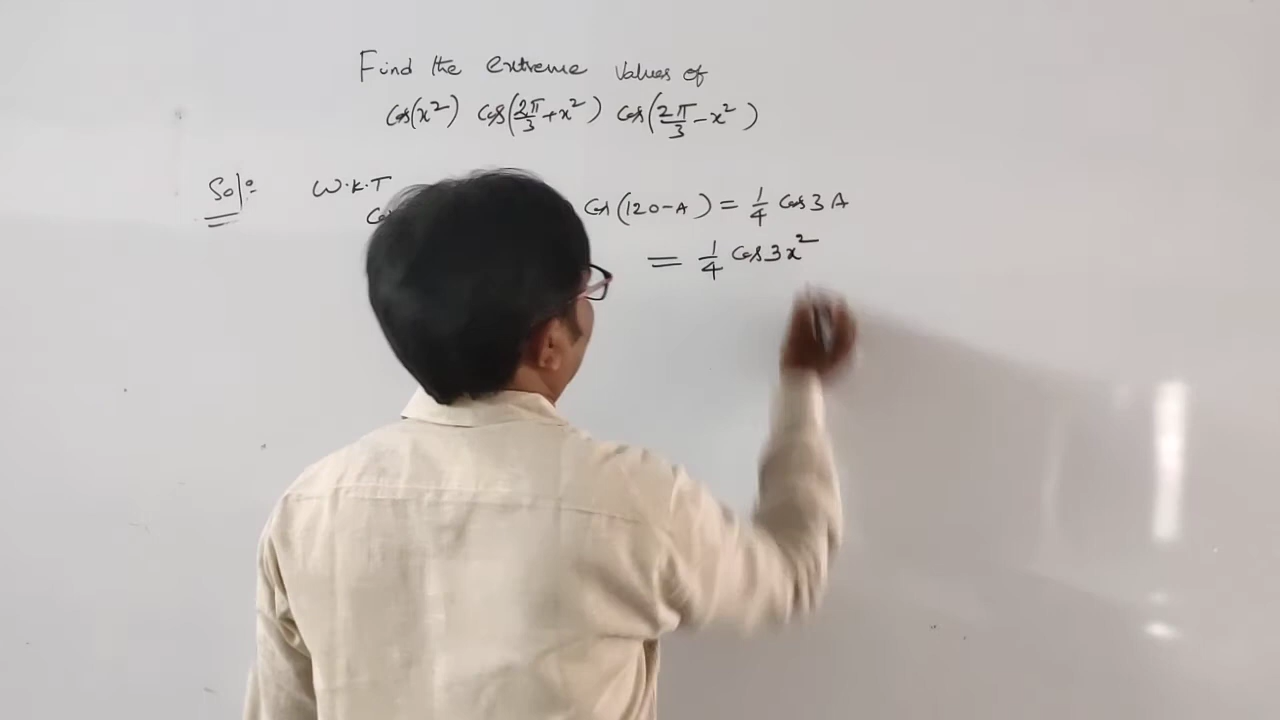 Find the extreme values of
cos(x²) cos(2π/3+x²) cos(2π/3-x²)
Sol:- W.K.T
cos(120-A) = 1/4 cos3A
= 1/4 cos3x²